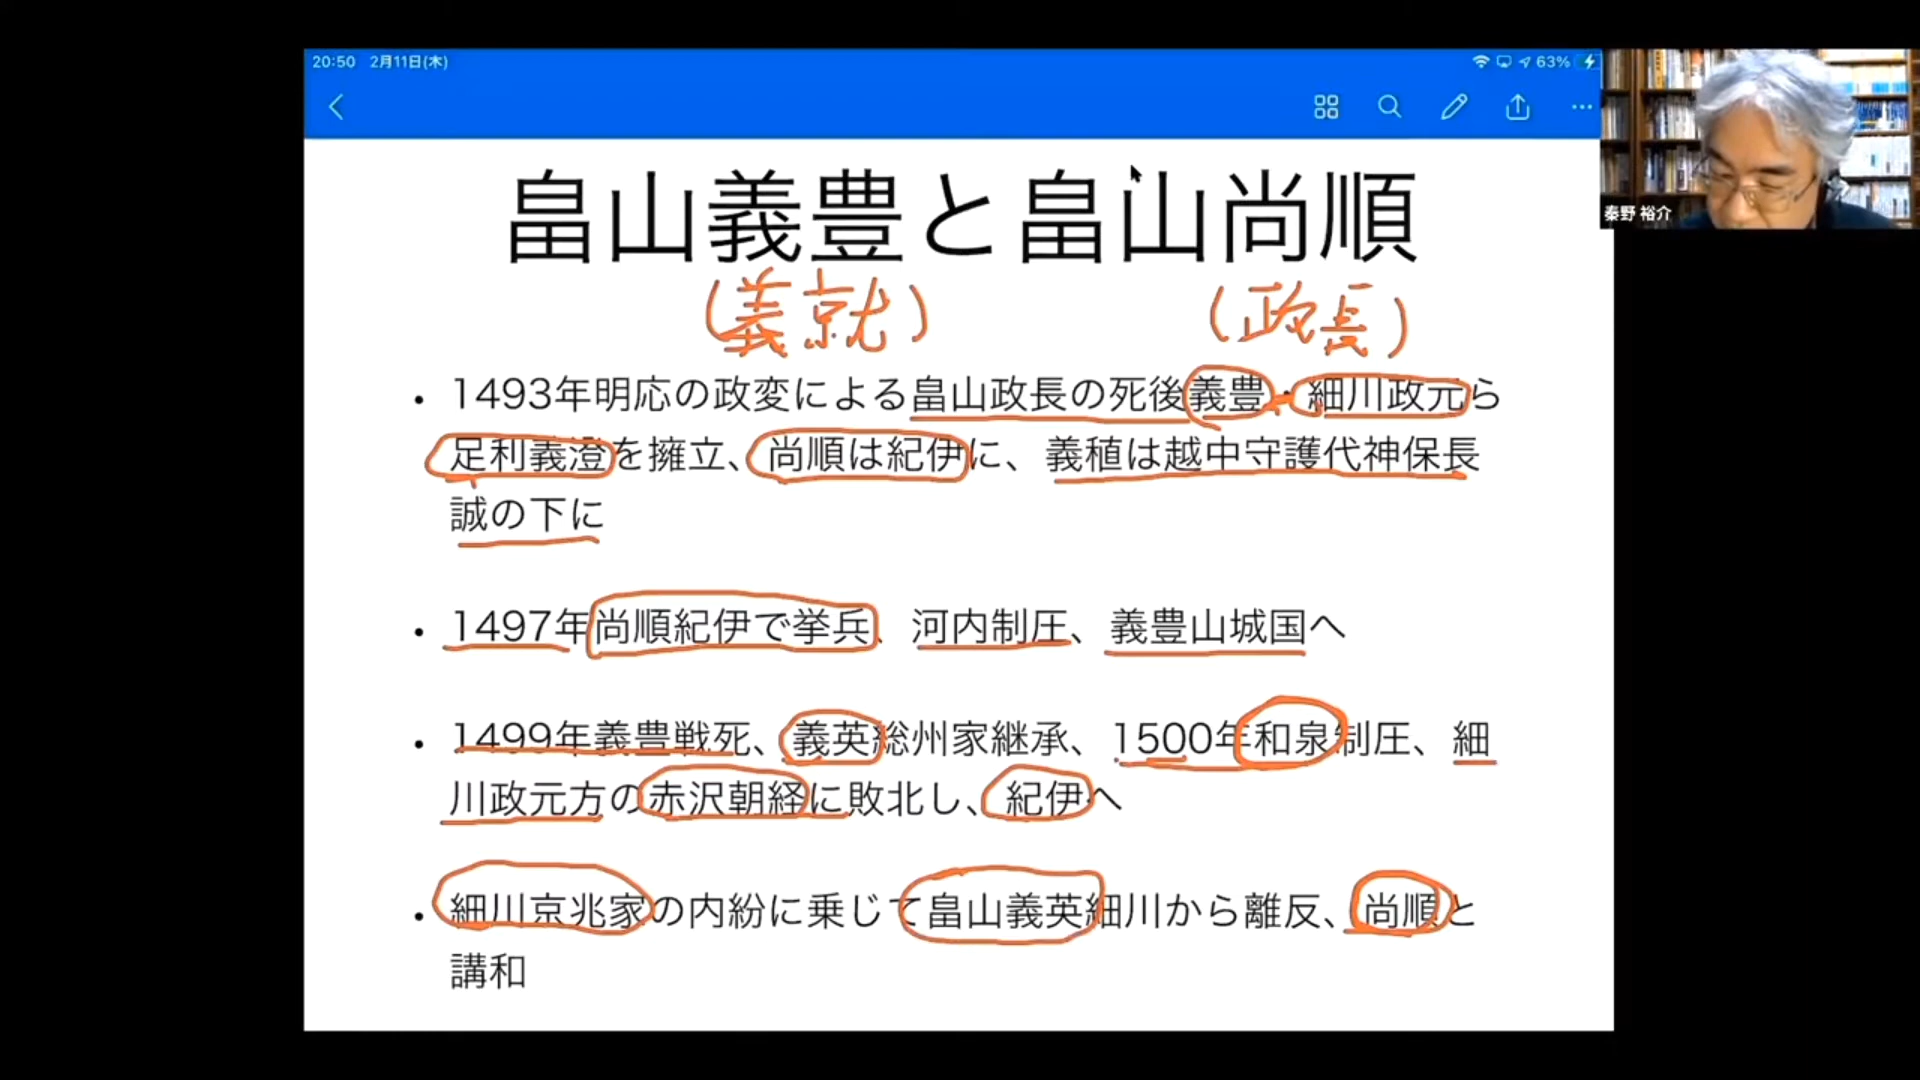 20:50 2月11日(木)
63%
秦野 裕介
畠山義豊と畠山尚順
(義就) (政長)
• 1493年明応の政変による畠山政長の死後義豊・細川政元ら
足利義澄を擁立、尚順は紀伊に、義稙は越中守護代神保長
誠の下に
• 1497年尚順紀伊で挙兵、河内制圧、義豊山城国へ
• 1499年義豊戦死、義英総州家継承、1500年和泉制圧、細
川政元方の赤沢朝経に敗北し、紀伊へ
• 細川京兆家の内紛に乗じて畠山義英細川から離反、尚順と
講和